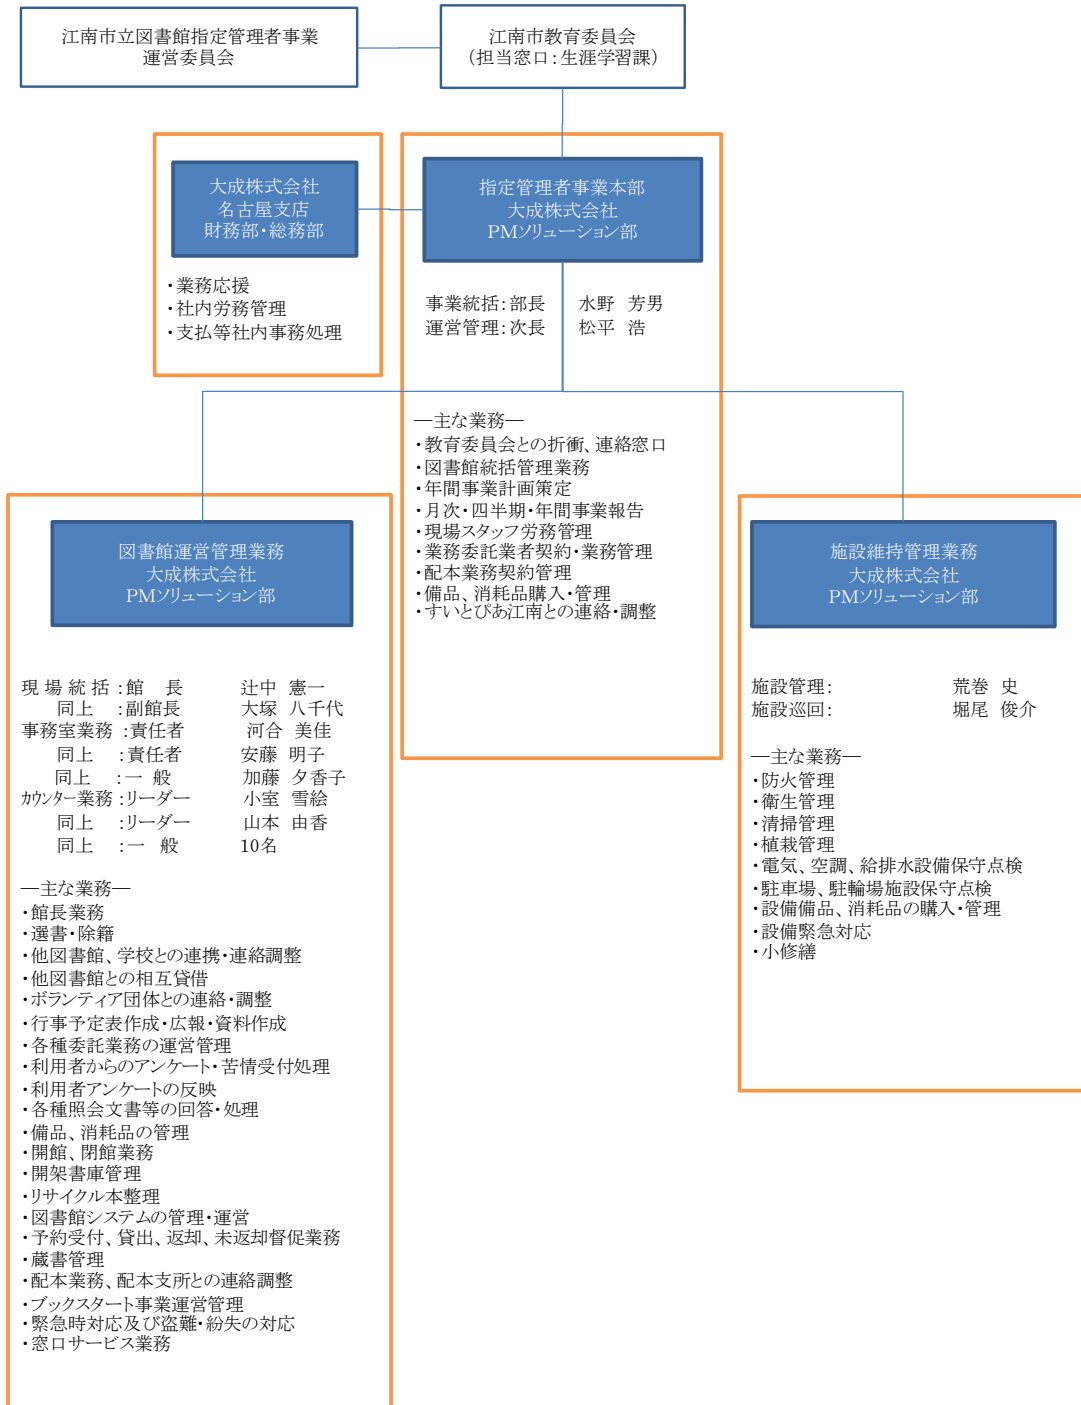 江南市立図書館指定管理者事業
運営委員会
江南市教育委員会
（担当窓口：生涯学習課）
大成株式会社
名古屋支店
財務部・総務部
・業務応援
・社内労務管理
・支払等社内事務処理
指定管理者事業本部
大成株式会社
PMソリューション部
事業統括：部長　水野　芳男
運営管理：次長　松平　浩
―主な業務―
・教育委員会との折衝、連絡窓口
・図書館統括管理業務
・年間事業計画策定
・月次・四半期・年間事業報告
・現場スタッフ労務管理
・業務委託業者契約・業務管理
・配本業務契約管理
・備品、消耗品購入・管理
・すいとぴあ江南との連絡・調整
図書館運営管理業務
大成株式会社
PMソリューション部
現場統括：館　長　辻中　憲一
同上　：副館長　大塚　八千代
事務室業務：責任者　河合　美佳
同上　：責任者　安藤　明子
同上　：一　般　加藤　夕香子
カウンター業務：リーダー　小室　雪絵
同上　：リーダー　山本　由香
同上　：一　般　10名
―主な業務―
・館長業務
・選書・除籍
・他図書館、学校との連携・連絡調整
・他図書館との相互貸借
・ボランティア団体との連絡・調整
・行事予定表作成・広報・資料作成
・各種委託業務の運営管理
・利用者からのアンケート・苦情受付処理
・利用者アンケートの反映
・各種照会文書等の回答・処理
・備品、消耗品の管理
・開館、閉館業務
・開架書庫管理
・リサイクル本整理
・図書館システムの管理・運営
・予約受付、貸出、返却、未返却督促業務
・蔵書管理
・配本業務、配本支所との連絡調整
・ブックスタート事業運営管理
・緊急時対応及び盗難・紛失の対応
・窓口サービス業務
施設維持管理業務
大成株式会社
PMソリューション部
施設管理：　荒巻　史
施設巡回：　堀尾　俊介
―主な業務―
・防火管理
・衛生管理
・清掃管理
・植栽管理
・電気、空調、給排水設備保守点検
・駐車場、駐輪場施設保守点検
・設備備品、消耗品の購入・管理
・設備緊急対応
・小修繕